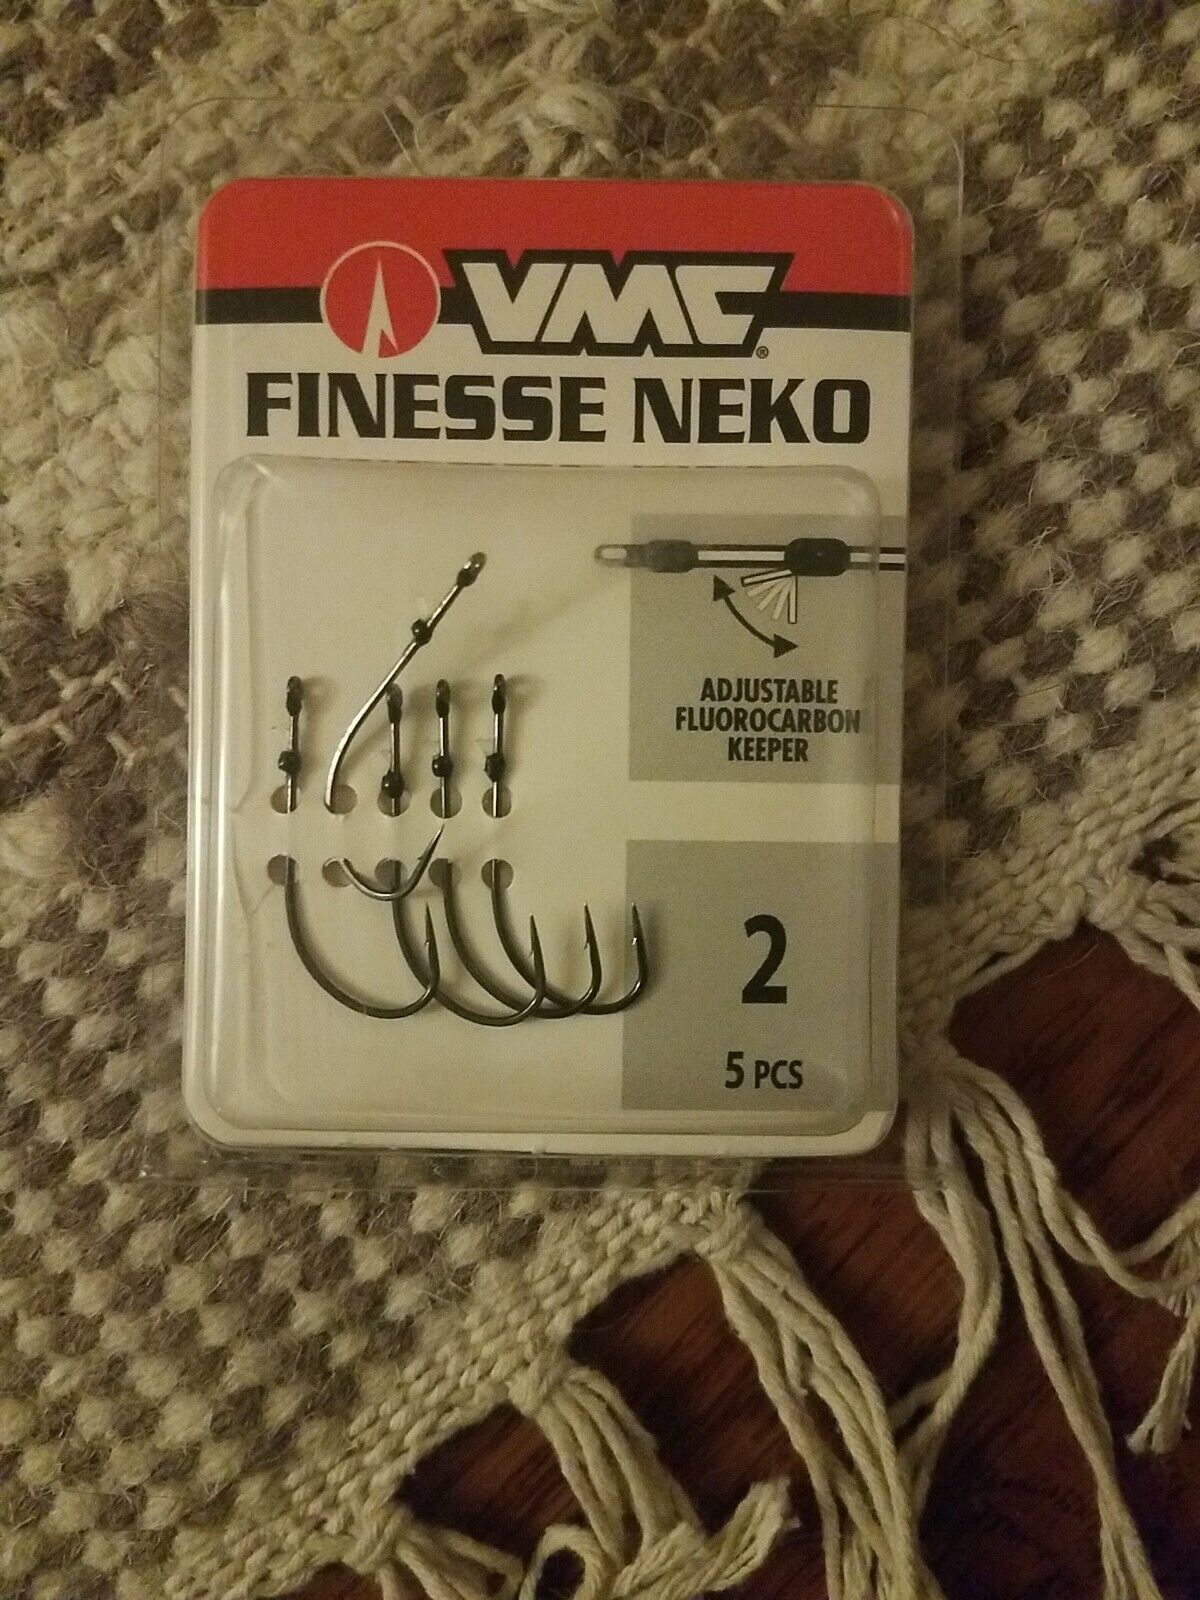 VMC®
FINESSE NEKO
ADJUSTABLE
FLUOROCARBON
KEEPER
2
5 PCS